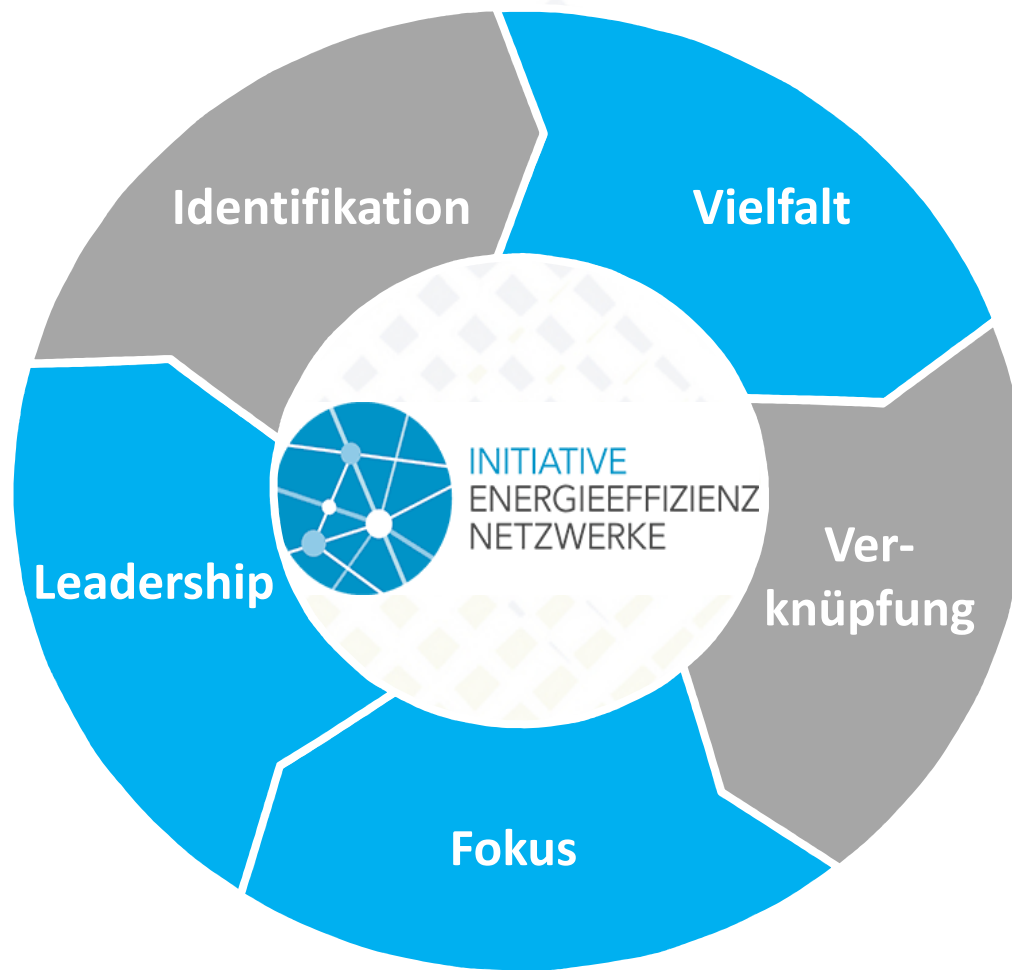 Identifikation
Vielfalt
INITIATIVE
ENERGIEEFFIZIENZ
NETZWERKE
Ver-
knüpfung
Leadership
Fokus